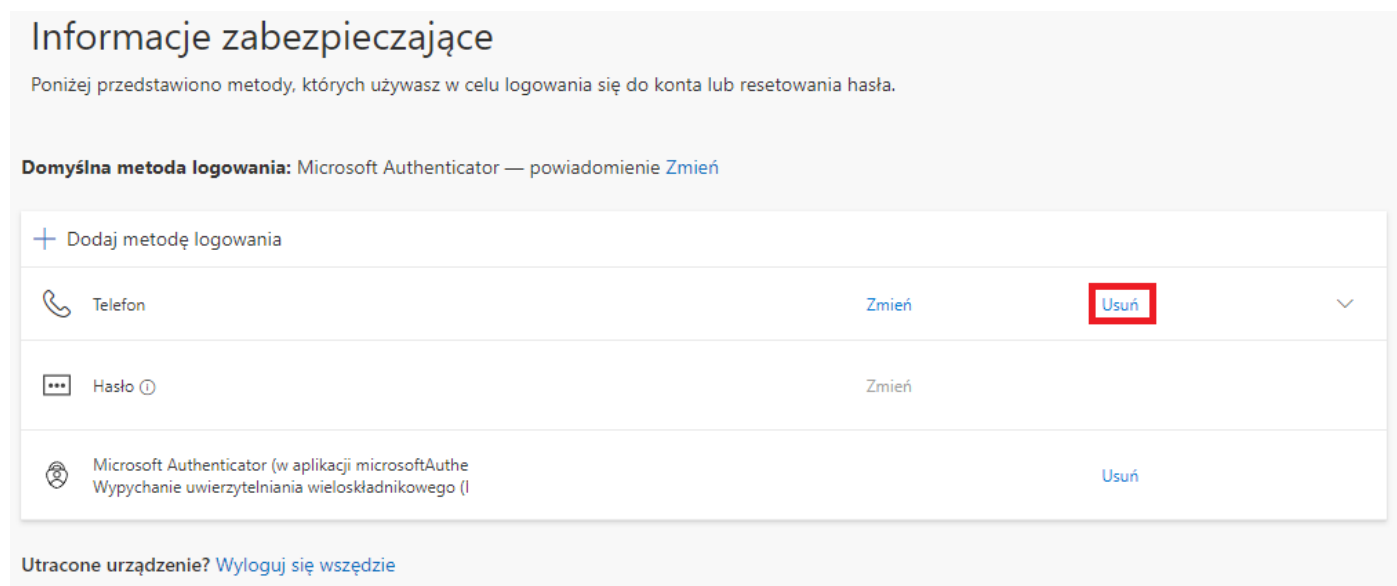 Informacje zabezpieczające
Poniżej przedstawiono metody, których używasz w celu logowania się do konta lub resetowania hasła.
Domyślna metoda logowania: Microsoft Authenticator — powiadomienie Zmień
Dodaj metodę logowania
Telefon Zmień Usuń
Hasło Zmień
Microsoft Authenticator (w aplikacji microsoftAuthe
Wypychanie uwierzytelniania wieloskładnikowego (I
Usuń
Utracone urządzenie? Wyloguj się wszędzie